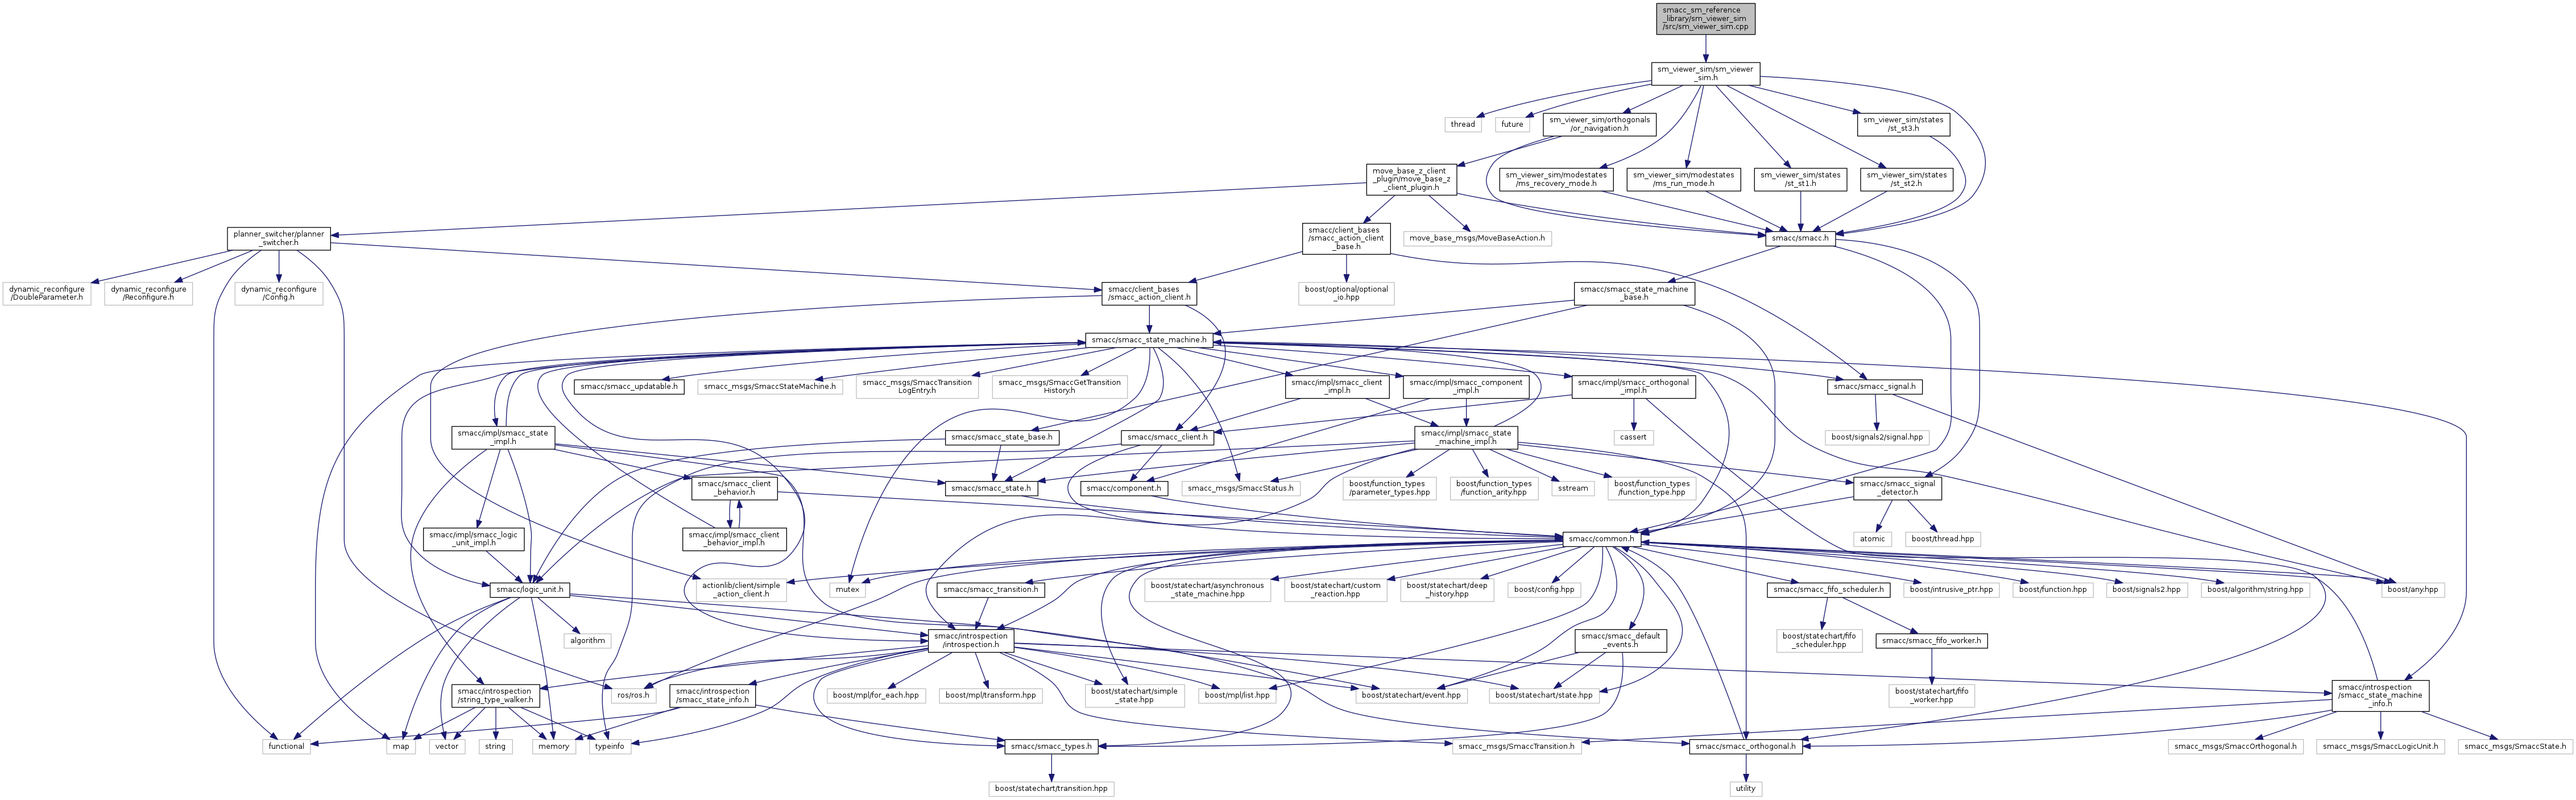 smacc_sm_reference
_library/sm_viewer_sim
/src/sm_viewer_sim.cpp
sm_viewer_sim/sm_viewer
_sim.h
thread
future
sm_viewer_sim/orthogonals
/or_navigation.h
sm_viewer_sim/states
/st_st3.h
move_base_z_client
_plugin/move_base_z
_client_plugin.h
sm_viewer_sim/modestates
/ms_recovery_mode.h
sm_viewer_sim/modestates
/ms_run_mode.h
sm_viewer_sim/states
/st_st1.h
sm_viewer_sim/states
/st_st2.h
planner_switcher/planner
_switcher.h
smacc/client_bases
/smacc_action_client
_base.h
move_base_msgs/MoveBaseAction.h
smacc/smacc.h
dynamic_reconfigure
/DoubleParameter.h
dynamic_reconfigure
/Reconfigure.h
dynamic_reconfigure
/Config.h
smacc/client_bases
/smacc_action_client.h
boost/optional/optional
_io.hpp
smacc/smacc_state_machine
_base.h
smacc/smacc_state_machine.h
smacc/smacc_updatable.h
smacc_msgs/SmaccStateMachine.h
smacc_msgs/SmaccTransition
LogEntry.h
smacc_msgs/SmaccGetTransition
History.h
smacc/impl/smacc_client
_impl.h
smacc/impl/smacc_component
_impl.h
smacc/impl/smacc_orthogonal
_impl.h
smacc/smacc_signal.h
smacc/impl/smacc_state
_impl.h
smacc/smacc_state_base.h
smacc/smacc_client.h
smacc/impl/smacc_state
_machine_impl.h
cassert
boost/signals2/signal.hpp
smacc/smacc_client
_behavior.h
smacc/smacc_state.h
smacc/component.h
smacc_msgs/SmaccStatus.h
boost/function_types
/parameter_types.hpp
boost/function_types
/function_arity.hpp
sstream
boost/function_types
/function_type.hpp
smacc/smacc_signal
_detector.h
smacc/impl/smacc_logic
_unit_impl.h
smacc/impl/smacc_client
_behavior_impl.h
smacc/common.h
atomic
boost/thread.hpp
smacc/logic_unit.h
actionlib/client/simple
_action_client.h
mutex
smacc/smacc_transition.h
boost/statechart/asynchronous
_state_machine.hpp
boost/statechart/custom
_reaction.hpp
boost/statechart/deep
_history.hpp
boost/config.hpp
smacc/smacc_fifo_scheduler.h
boost/intrusive_ptr.hpp
boost/function.hpp
boost/signals2.hpp
boost/algorithm/string.hpp
boost/any.hpp
algorithm
smacc/introspection
/introspection.h
smacc/smacc_default
_events.h
boost/statechart/fifo
_scheduler.hpp
smacc/smacc_fifo_worker.h
smacc/introspection
/string_type_walker.h
ros/ros.h
smacc/introspection
/smacc_state_info.h
boost/mpl/for_each.hpp
boost/mpl/transform.hpp
boost/statechart/simple
_state.hpp
boost/mpl/list.hpp
boost/statechart/event.hpp
boost/statechart/state.hpp
boost/statechart/fifo
_worker.hpp
smacc/introspection
/smacc_state_machine
_info.h
functional
map
vector
string
memory
typeinfo
smacc/smacc_types.h
smacc_msgs/SmaccTransition.h
smacc/smacc_orthogonal.h
smacc_msgs/SmaccOrthogonal.h
smacc_msgs/SmaccLogicUnit.h
smacc_msgs/SmaccState.h
boost/statechart/transition.hpp
utility